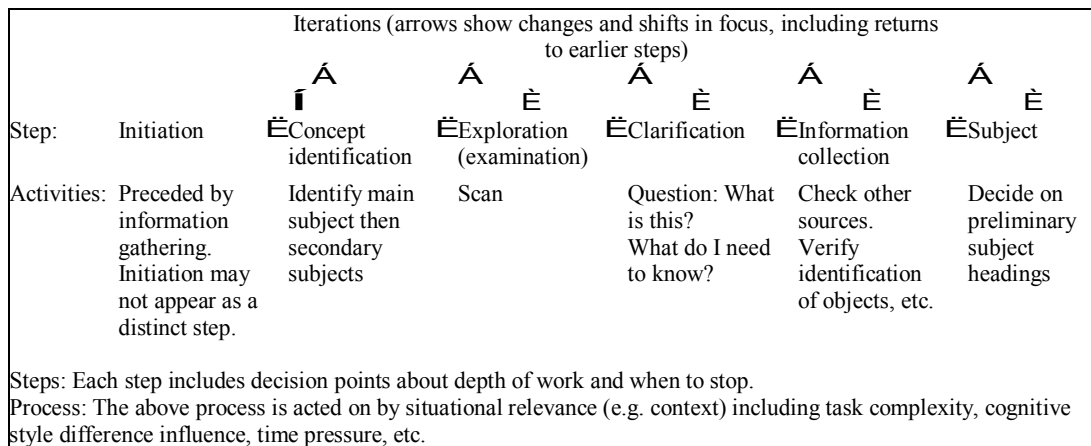 Iterations (arrows show changes and shifts in focus, including returns
to earlier steps)
Á Á Á Á Á
Í È È È È
Step: Initiation ËConcept ËExploration ËClarification ËInformation ËSubject
identification (examination) collection
Activities: Preceded by Identify main Scan Question: What Check other Decide on
information subject then is this? sources. preliminary
gathering. secondary What do I need Verify subject
Initiation may subjects to know? identification headings
not appear as a of objects, etc.
distinct step.
Steps: Each step includes decision points about depth of work and when to stop.
Process: The above process is acted on by situational relevance (e.g. context) including task complexity, cognitive
style difference influence, time pressure, etc.